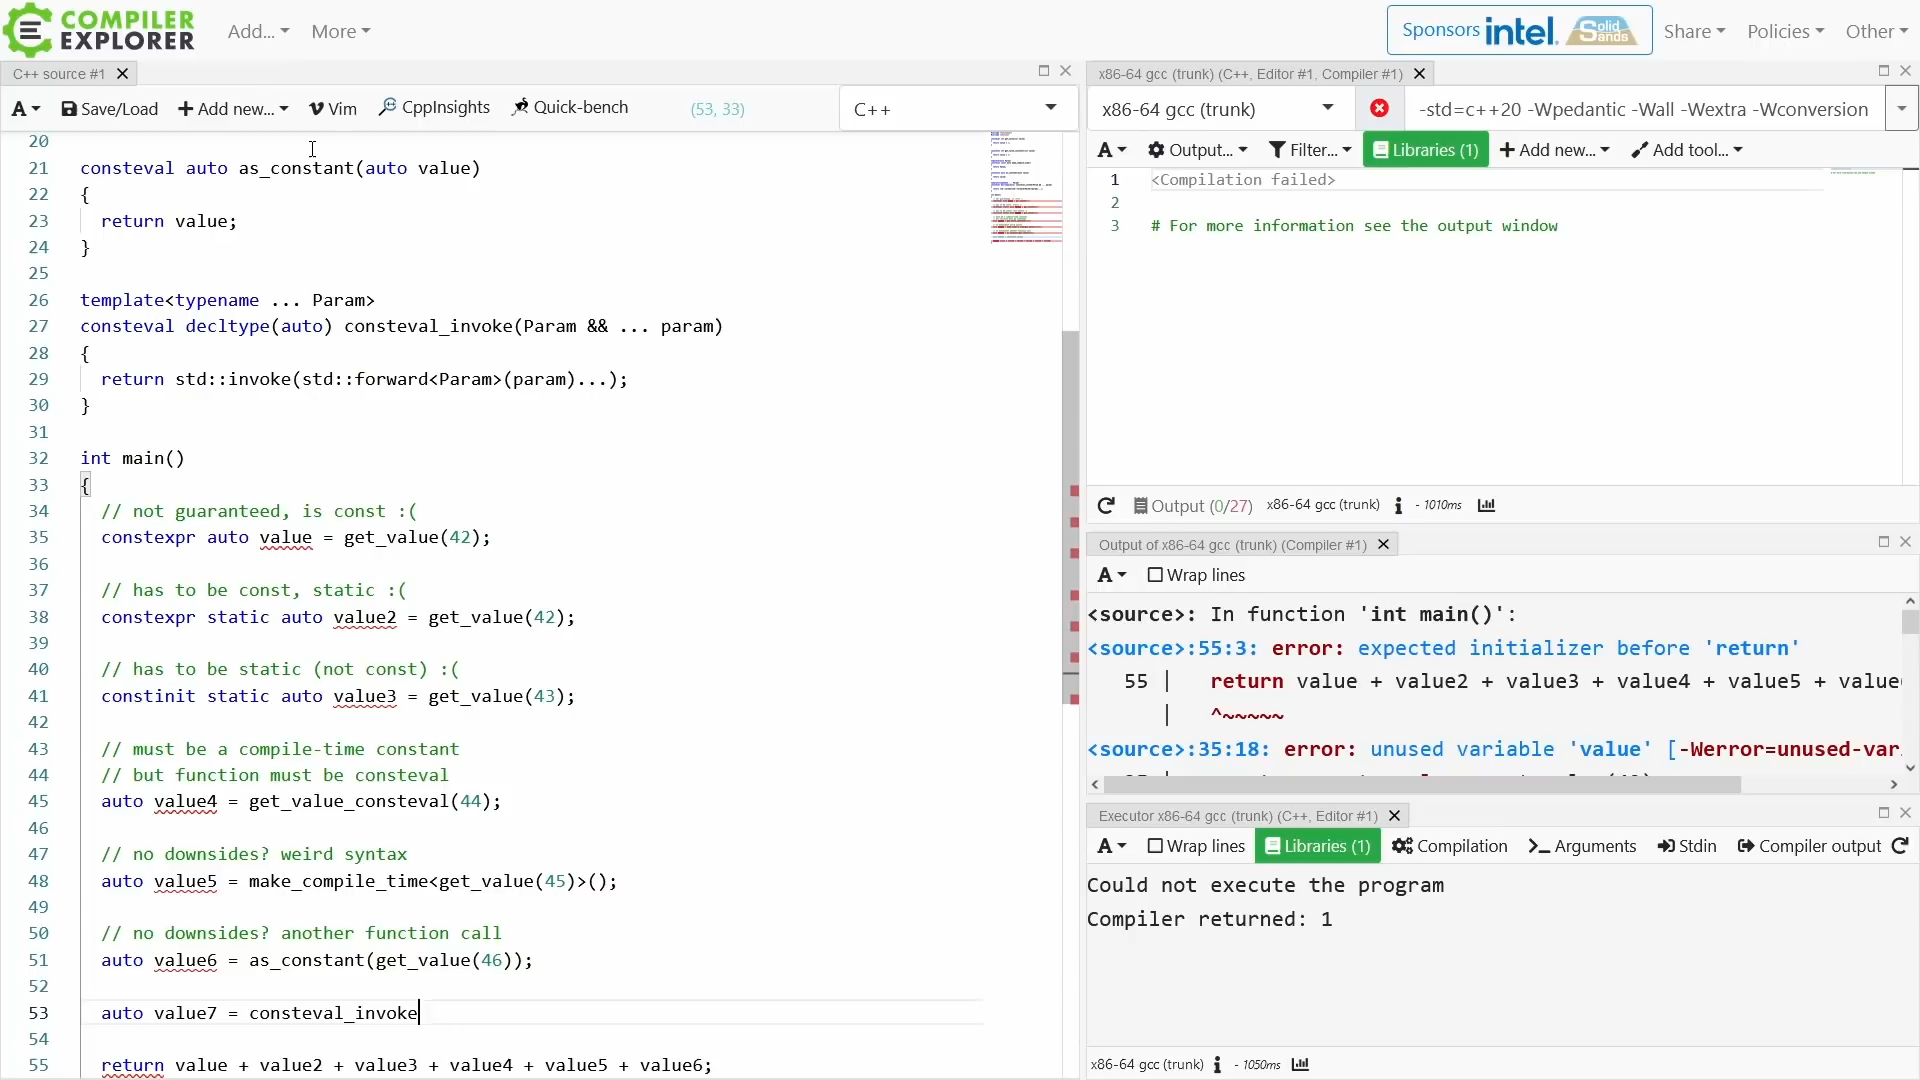 COMPILER
EXPLORER
Add...
More
Sponsors intel. Solid Sands
Share
Policies
Other
C++ source #1
A
Save/Load
Add new...
Vim
CppInsights
Quick-bench
(53, 33)
C++
20
21 consteval auto as_constant(auto value)
22 {
23 return value;
24 }
25
26 template<typename ... Param>
27 consteval decltype(auto) consteval_invoke(Param && ... param)
28 {
29 return std::invoke(std::forward<Param>(param)...);
30 }
31
32 int main()
33 {
34 // not guaranteed, is const :(
35 constexpr auto value = get_value(42);
36
37 // has to be const, static :(
38 constexpr static auto value2 = get_value(42);
39
40 // has to be static (not const) :(
41 constinit static auto value3 = get_value(43);
42
43 // must be a compile-time constant
44 // but function must be consteval
45 auto value4 = get_value_consteval(44);
46
47 // no downsides? weird syntax
48 auto value5 = make_compile_time<get_value(45)>();
49
50 // no downsides? another function call
51 auto value6 = as_constant(get_value(46));
52
53 auto value7 = consteval_invoke
54
55 return value + value2 + value3 + value4 + value5 + value6;
x86-64 gcc (trunk) (C++, Editor #1, Compiler #1)
x86-64 gcc (trunk)
-std=c++20 -Wpedantic -Wall -Wextra -Wconversion
A
Output...
Filter...
Libraries (1)
Add new...
Add tool...
1 <Compilation failed>
2
3 # For more information see the output window
Output (0/27) x86-64 gcc (trunk) - 1010ms
Output of x86-64 gcc (trunk) (Compiler #1)
A
Wrap lines
<source>: In function 'int main()':
<source>:55:3: error: expected initializer before 'return'
55 | return value + value2 + value3 + value4 + value5 + value
| ^~~~~~
<source>:35:18: error: unused variable 'value' [-Werror=unused-var
Executor x86-64 gcc (trunk) (C++, Editor #1)
A
Wrap lines
Libraries (1)
Compilation
Arguments
Stdin
Compiler output
Could not execute the program
Compiler returned: 1
x86-64 gcc (trunk) - 1050ms